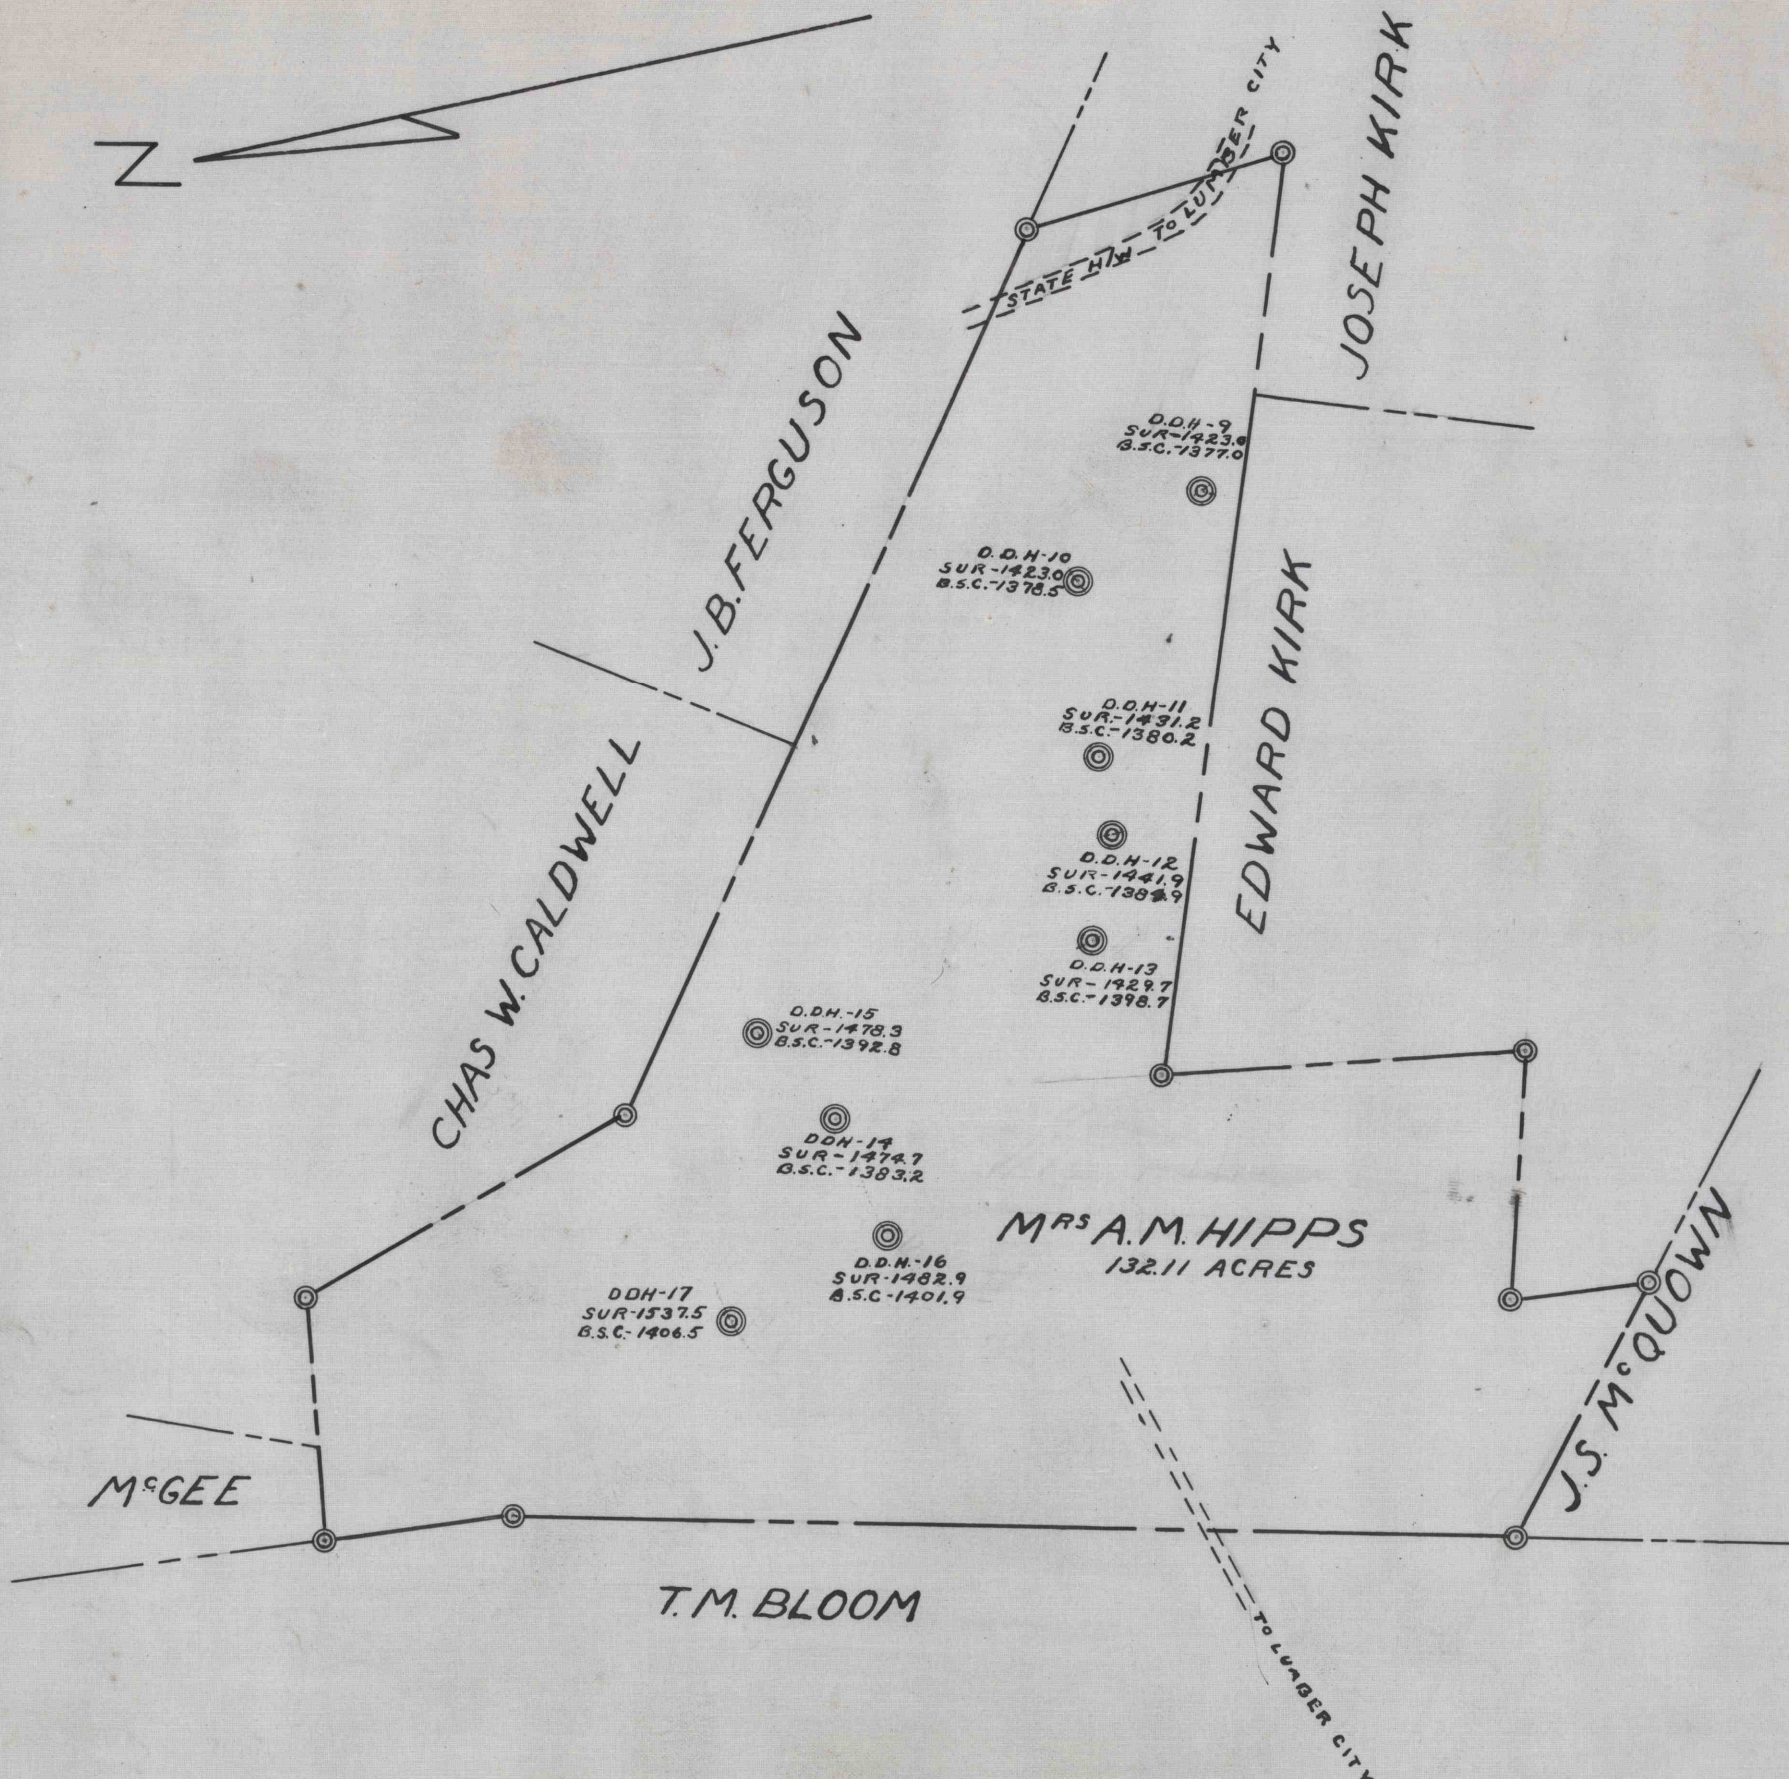 N
STATE H/W TO LUMBER CITY
JOSEPH KIRK
J.B. FERGUSON
D.D.H-9
SUR-1423.0
B.S.C.-1377.0
D.D.H-10
SUR-1423.0
B.S.C.-1378.5
EDWARD KIRK
D.D.H-11
SUR.-1431.2
B.S.C.-1380.2
CHAS W. CALDWELL
D.D.H-12
SUR-1441.9
B.S.C.-1384.9
D.D.H-13
SUR-1429.7
B.S.C.-1398.7
D.D.H.-15
SUR-1478.3
B.S.C.-1392.8
DDH-14
SUR-1474.7
B.S.C.-1383.2
MRS A.M. HIPPS
132.11 ACRES
D.D.H.-16
SUR-1482.9
B.S.C-1401.9
DDH-17
SUR-1537.5
B.S.C.-1406.5
J.S. McQUOWN
McGEE
T.M. BLOOM
TO LUMBER CITY